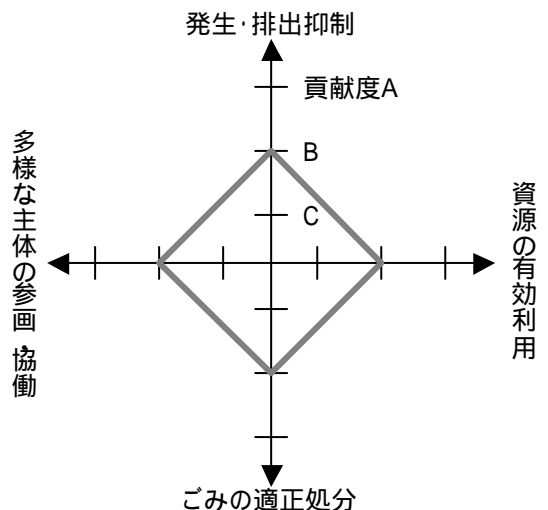 発生・排出抑制
貢献度A
B
C
多様な主体の参画・協働
資源の有効利用
ごみの適正処分